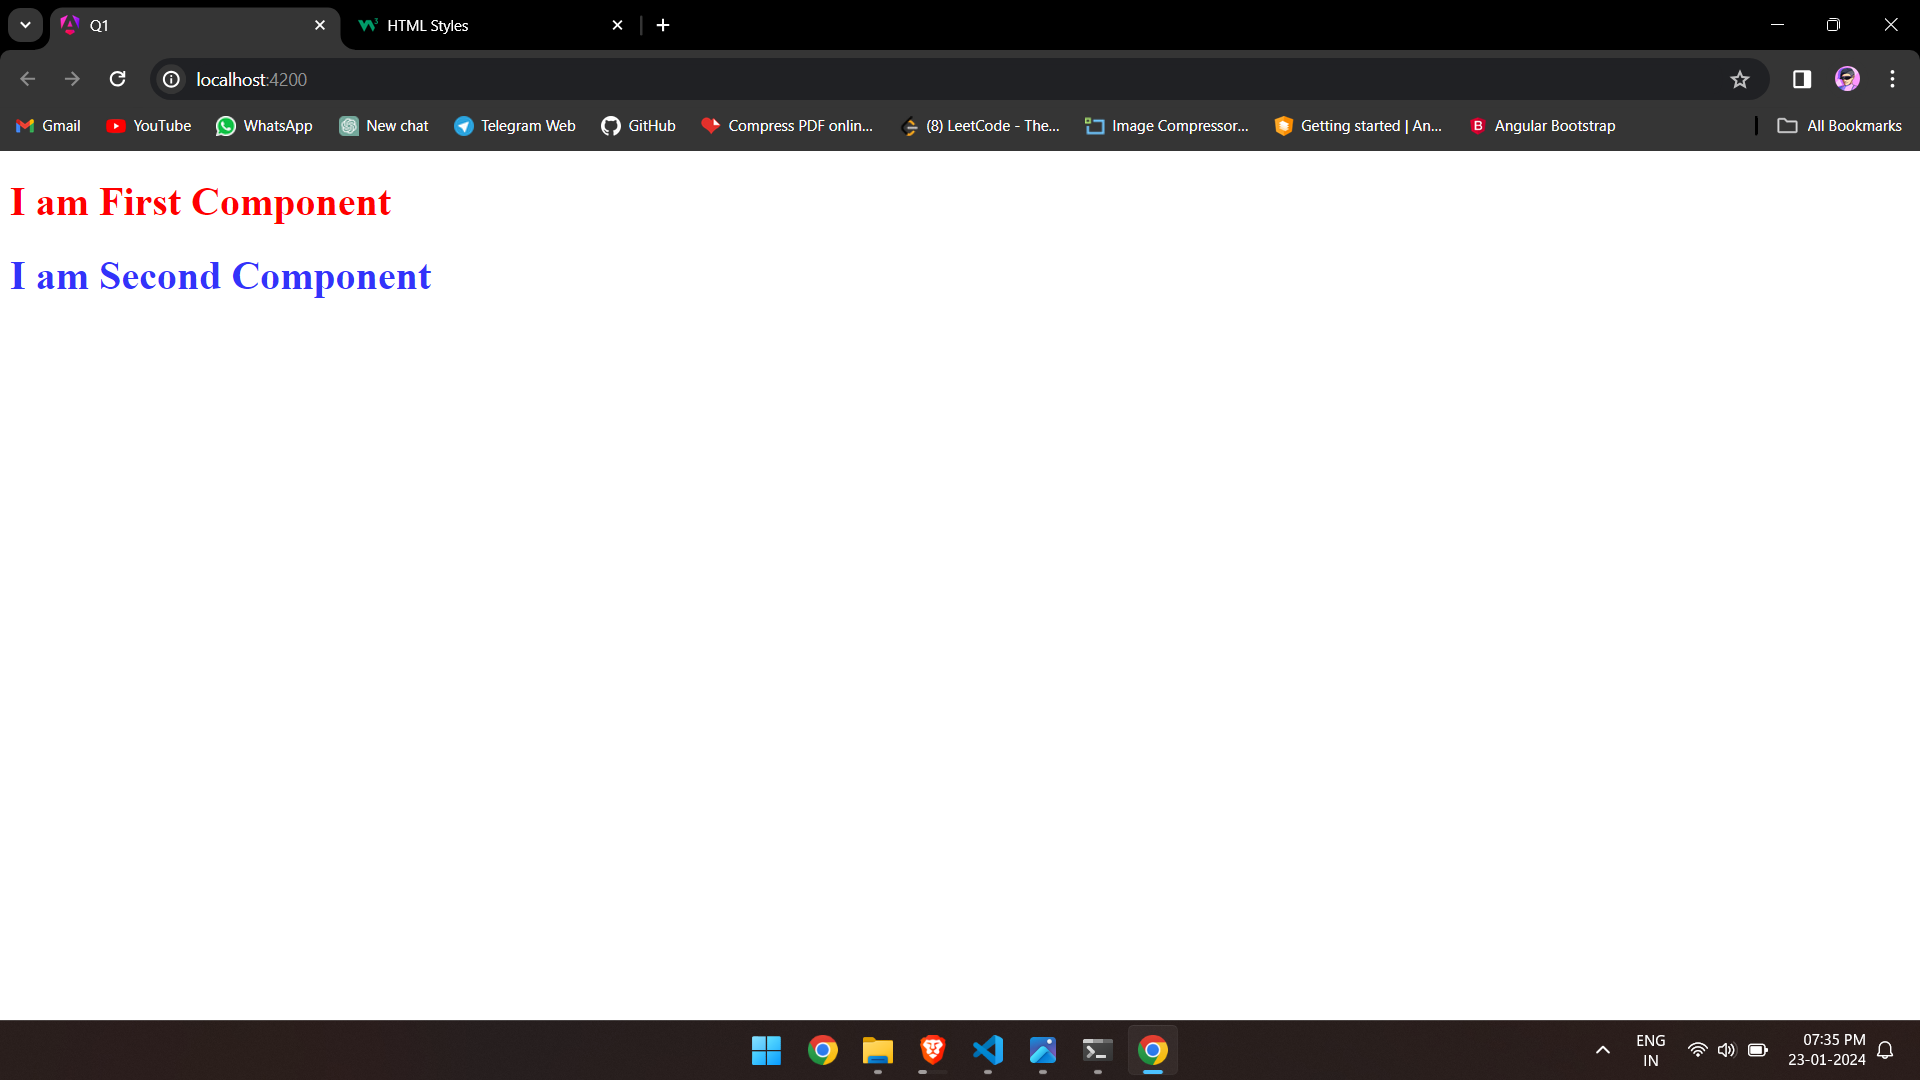 Q1
HTML Styles
localhost:4200
Gmail
YouTube
WhatsApp
New chat
Telegram Web
GitHub
Compress PDF onlin...
(8) LeetCode - The...
Image Compressor...
Getting started | An...
Angular Bootstrap
All Bookmarks
I am First Component
I am Second Component
ENG
IN
07:35 PM
23-01-2024